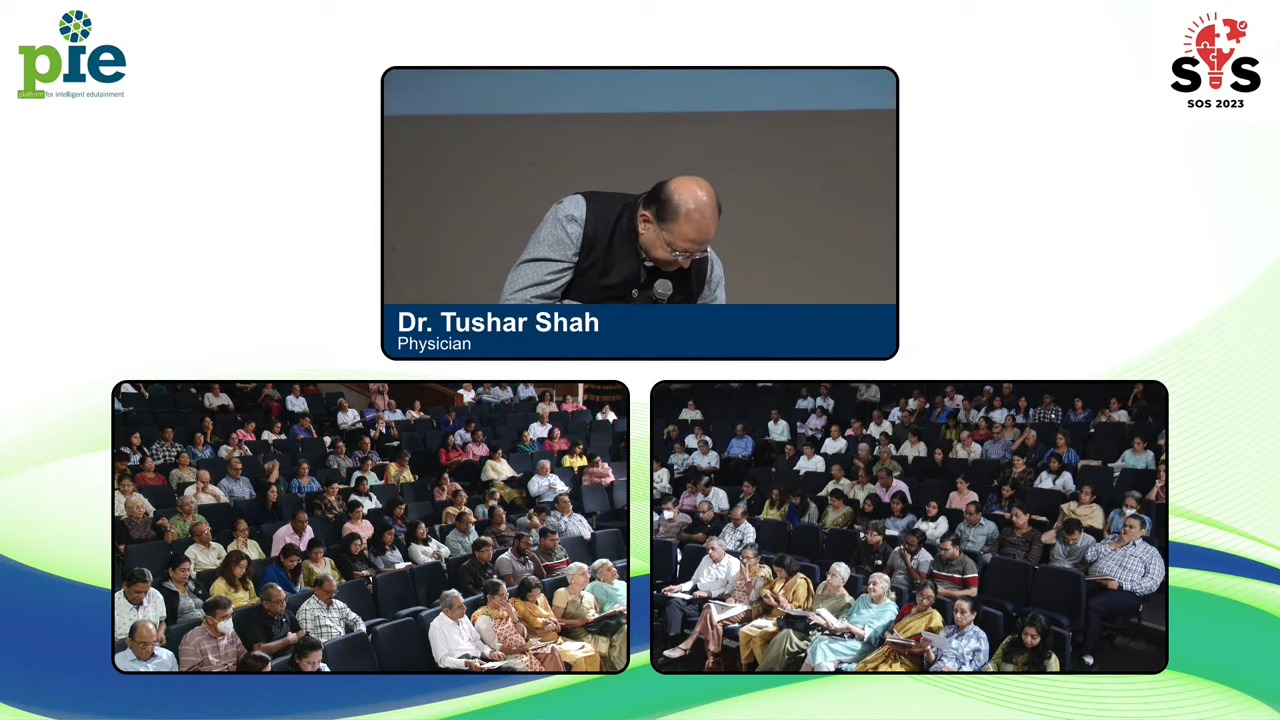 pie
platform for intelligent edutainment
SOS
SOS 2023
Dr. Tushar Shah
Physician